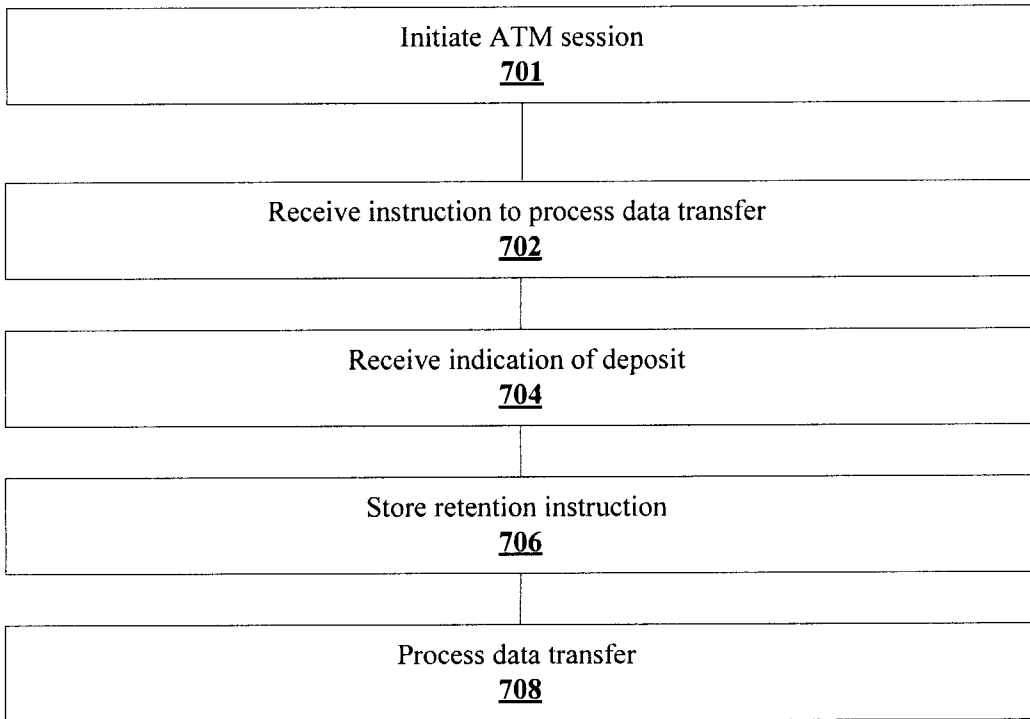 Initiate ATM session
701
Receive instruction to process data transfer
702
Receive indication of deposit
704
Store retention instruction
706
Process data transfer
708